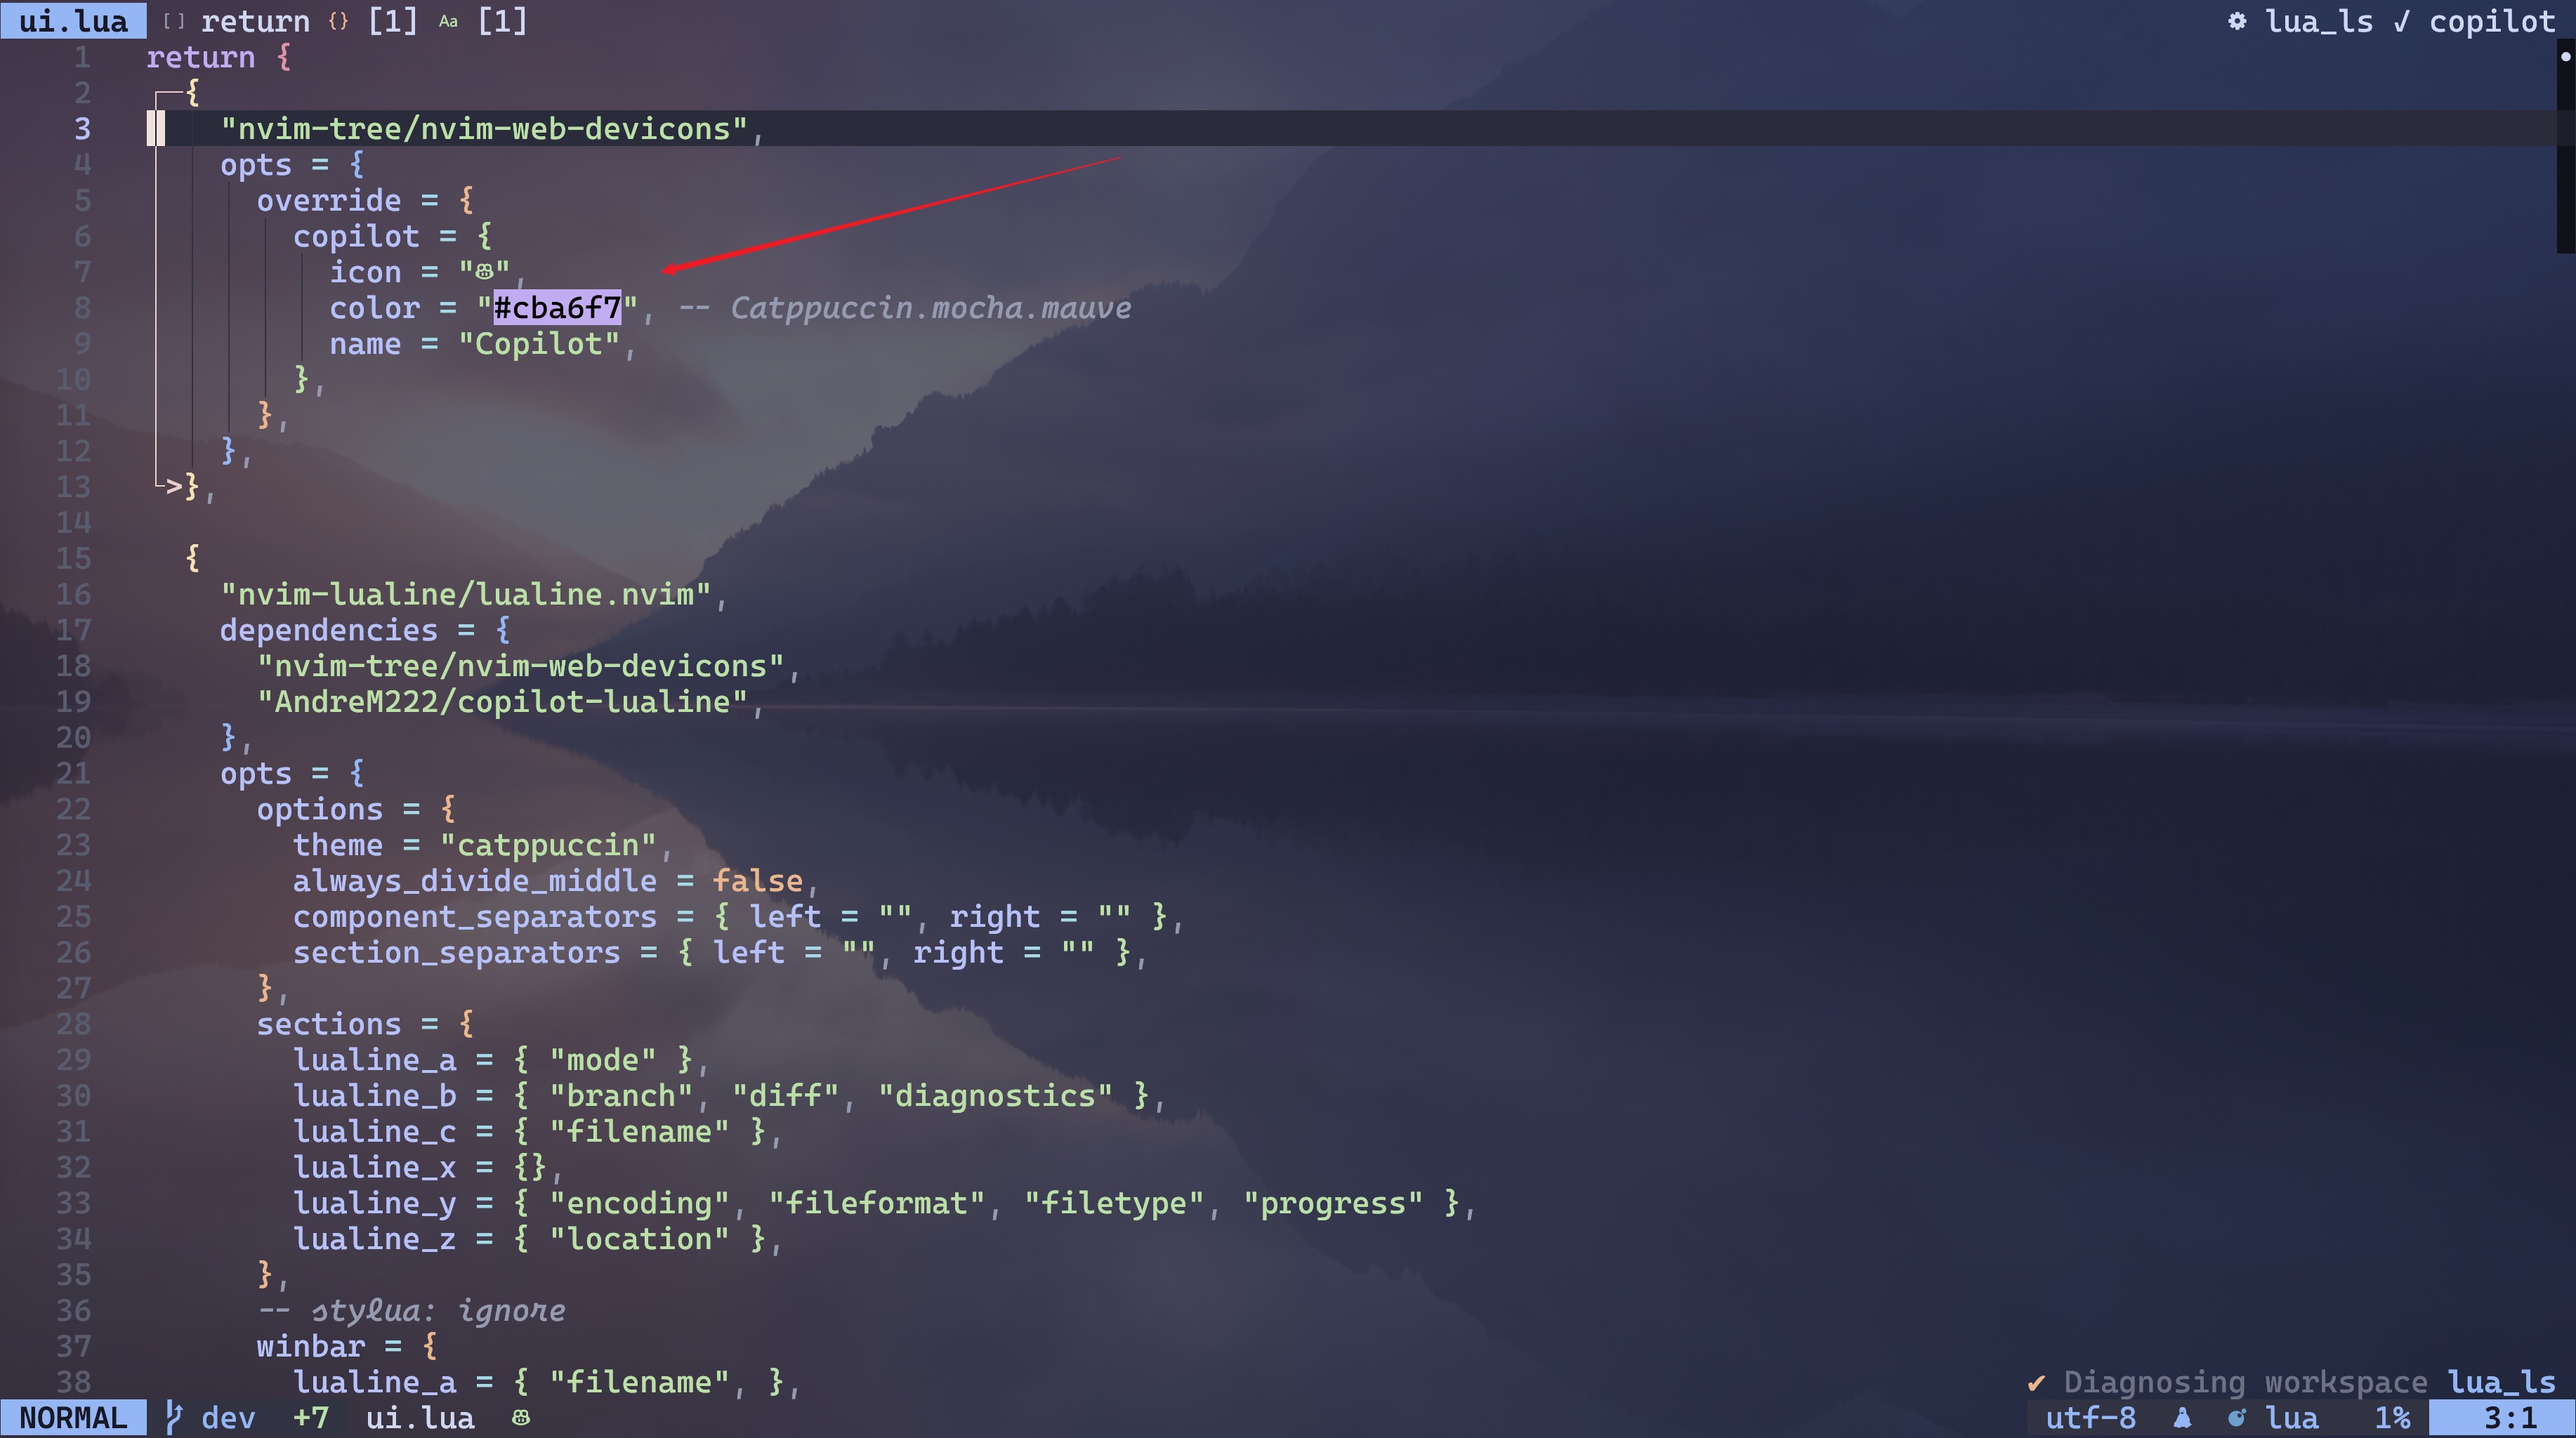 ui.lua [] return {} [1] Aa [1] lua_ls ✓ copilot
1 return {
2 {
3 "nvim-tree/nvim-web-devicons",
4 opts = {
5 override = {
6 copilot = {
7 icon = "",
8 color = "#cba6f7", -- Catppuccin.mocha.mauve
9 name = "Copilot",
10 },
11 },
12 },
13 >},
14
15 {
16 "nvim-lualine/lualine.nvim",
17 dependencies = {
18 "nvim-tree/nvim-web-devicons",
19 "AndreM222/copilot-lualine",
20 },
21 opts = {
22 options = {
23 theme = "catppuccin",
24 always_divide_middle = false,
25 component_separators = { left = "", right = "" },
26 section_separators = { left = "", right = "" },
27 },
28 sections = {
29 lualine_a = { "mode" },
30 lualine_b = { "branch", "diff", "diagnostics" },
31 lualine_c = { "filename" },
32 lualine_x = {},
33 lualine_y = { "encoding", "fileformat", "filetype", "progress" },
34 lualine_z = { "location" },
35 },
36 -- stylua: ignore
37 winbar = {
38 lualine_a = { "filename", },
✔ Diagnosing workspace lua_ls
NORMAL dev +7 ui.lua utf-8 lua 1% 3:1